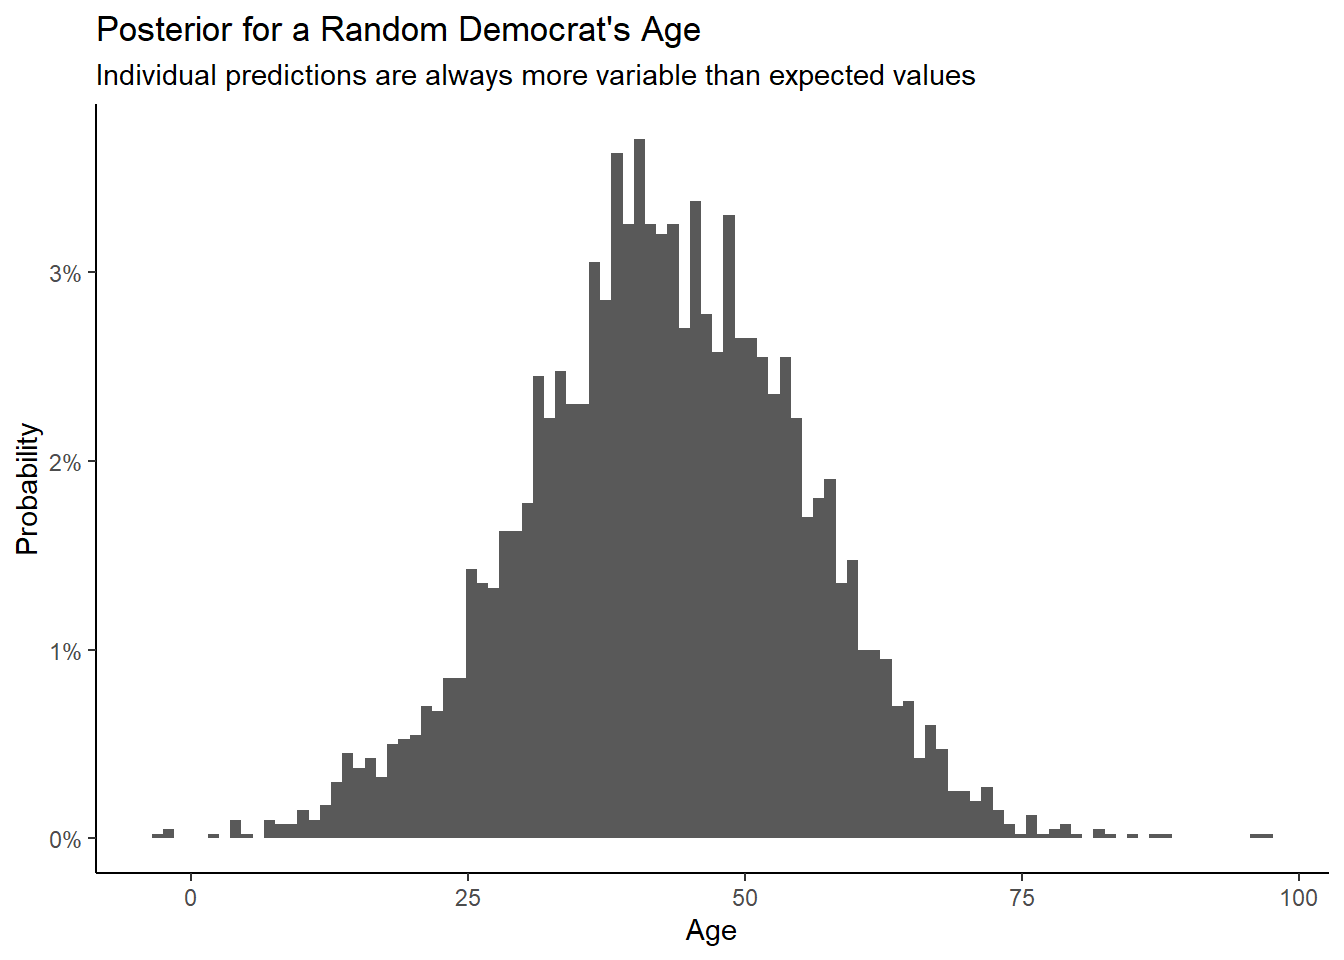 Posterior for a Random Democrat's Age
Individual predictions are always more variable than expected values
Probability
3%
2%
1%
0%
0 25 50 75 100
Age